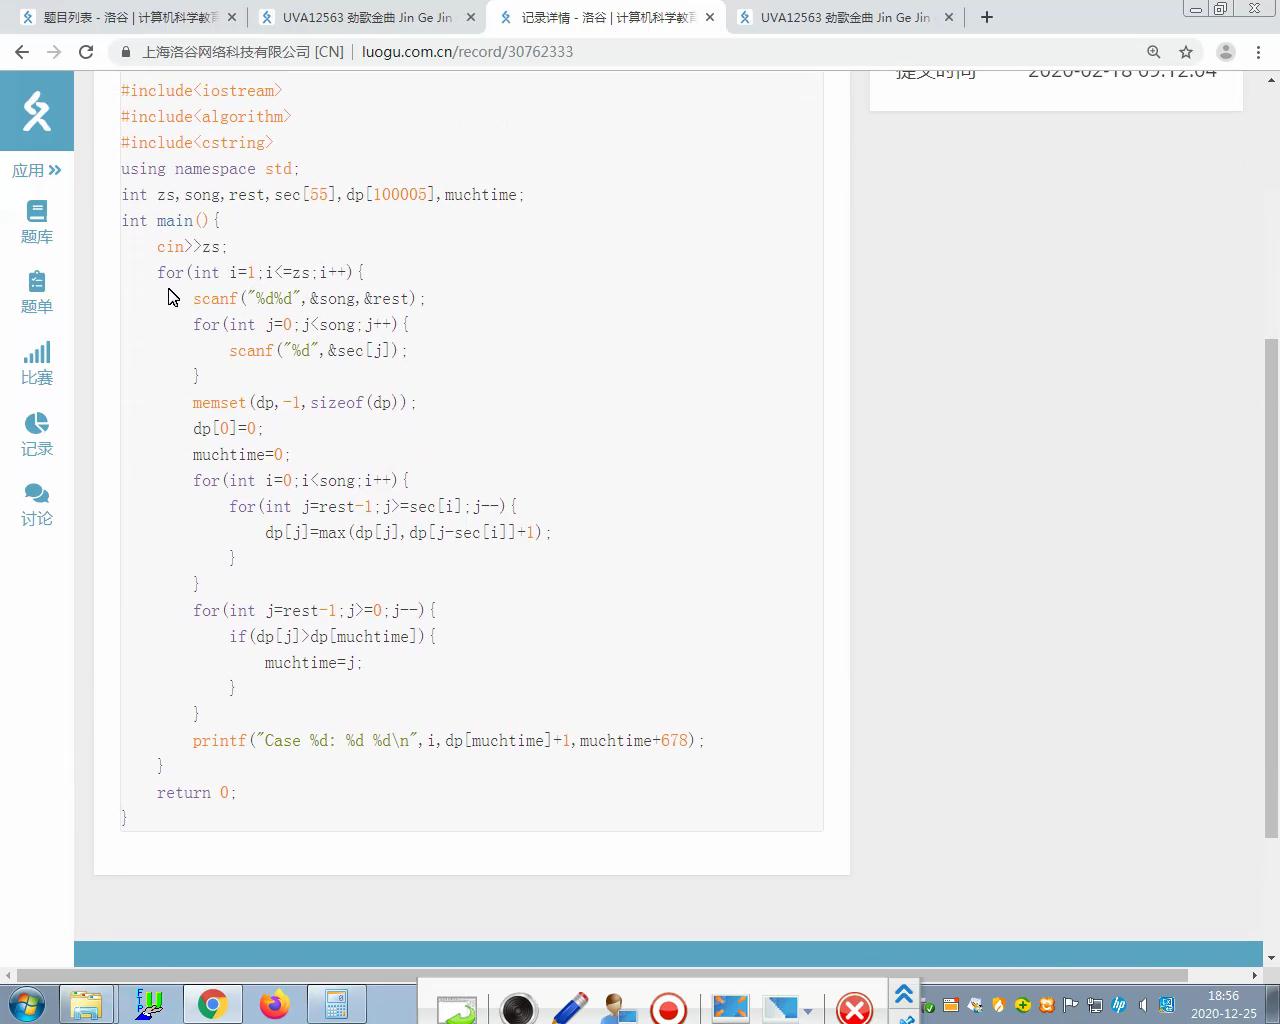 题目列表 - 洛谷 | 计算机科学教育
UVA12563 劲歌金曲 Jin Ge Jin
记录详情 - 洛谷 | 计算机科学教育
UVA12563 劲歌金曲 Jin Ge Jin
上海洛谷网络科技有限公司 [CN] | luogu.com.cn/record/30762333
提交时间 2020-02-18 09:12:04
应用
题库
题单
比赛
记录
讨论
#include<iostream>
#include<algorithm>
#include<cstring>
using namespace std;
int zs,song,rest,sec[55],dp[100005],muchtime;
int main(){
cin>>zs;
for(int i=1;i<=zs;i++){
scanf("%d%d",&song,&rest);
for(int j=0;j<song;j++){
scanf("%d",&sec[j]);
}
memset(dp,-1,sizeof(dp));
dp[0]=0;
muchtime=0;
for(int i=0;i<song;i++){
for(int j=rest-1;j>=sec[i];j--){
dp[j]=max(dp[j],dp[j-sec[i]]+1);
}
}
for(int j=rest-1;j>=0;j--){
if(dp[j]>dp[muchtime]){
muchtime=j;
}
}
printf("Case %d: %d %d\n",i,dp[muchtime]+1,muchtime+678);
}
return 0;
}
18:56
2020-12-25